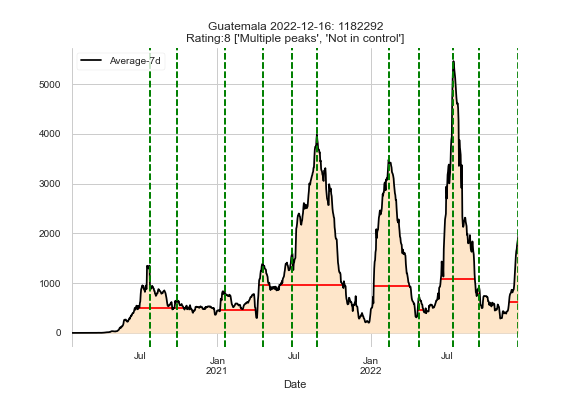 Guatemala 2022-12-16: 1182292
Rating:8 ['Multiple peaks', 'Not in control']
Average-7d
5000
4000
3000
2000
1000
0
Jul
Jan
2021
Jul
Jan
2022
Jul
Date